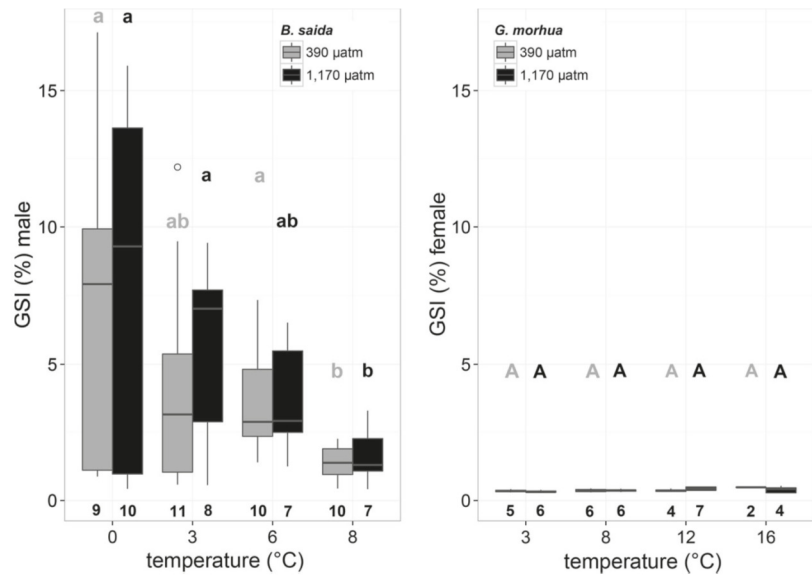 a a
B. saida
390 µatm
1,170 µatm
15
a
a
ab
ab
10
5
b b
0
9 10 11 8 10 7 10 7
0 3 6 8
temperature (°C)
GSI (%) male
G. morhua
390 µatm
1,170 µatm
15
10
5
A A A A A A A A
0
5 6 6 6 4 7 2 4
3 8 12 16
temperature (°C)
GSI (%) female